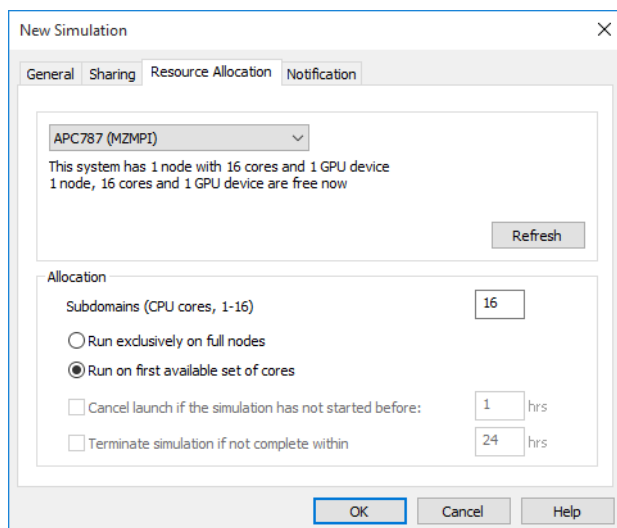 New Simulation
General Sharing Resource Allocation Notification
APC787 (MZMPI)
This system has 1 node with 16 cores and 1 GPU device
1 node, 16 cores and 1 GPU device are free now
Refresh
Allocation
Subdomains (CPU cores, 1-16) 16
Run exclusively on full nodes
Run on first available set of cores
Cancel launch if the simulation has not started before: 1 hrs
Terminate simulation if not complete within 24 hrs
OK Cancel Help